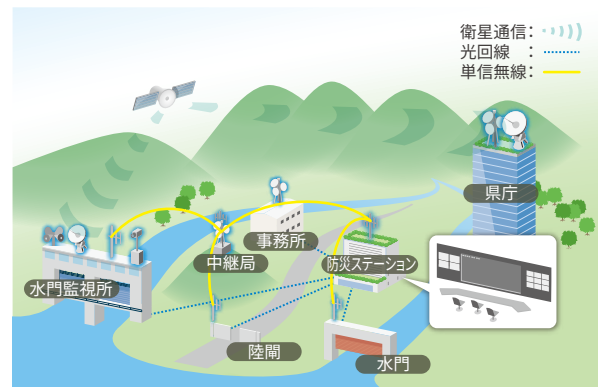 衛星通信：
光回線　：
単信無線：
県庁
事務所
中継局
防災ステーション
水門監視所
陸閘
水門